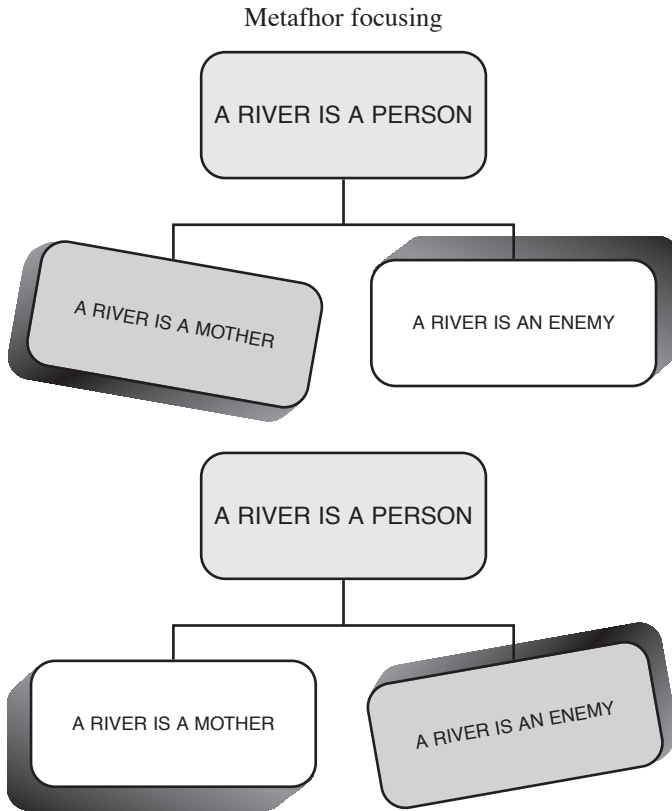 Metafhor focusing
A RIVER IS A PERSON
A RIVER IS A MOTHER
A RIVER IS AN ENEMY
A RIVER IS A PERSON
A RIVER IS A MOTHER
A RIVER IS AN ENEMY